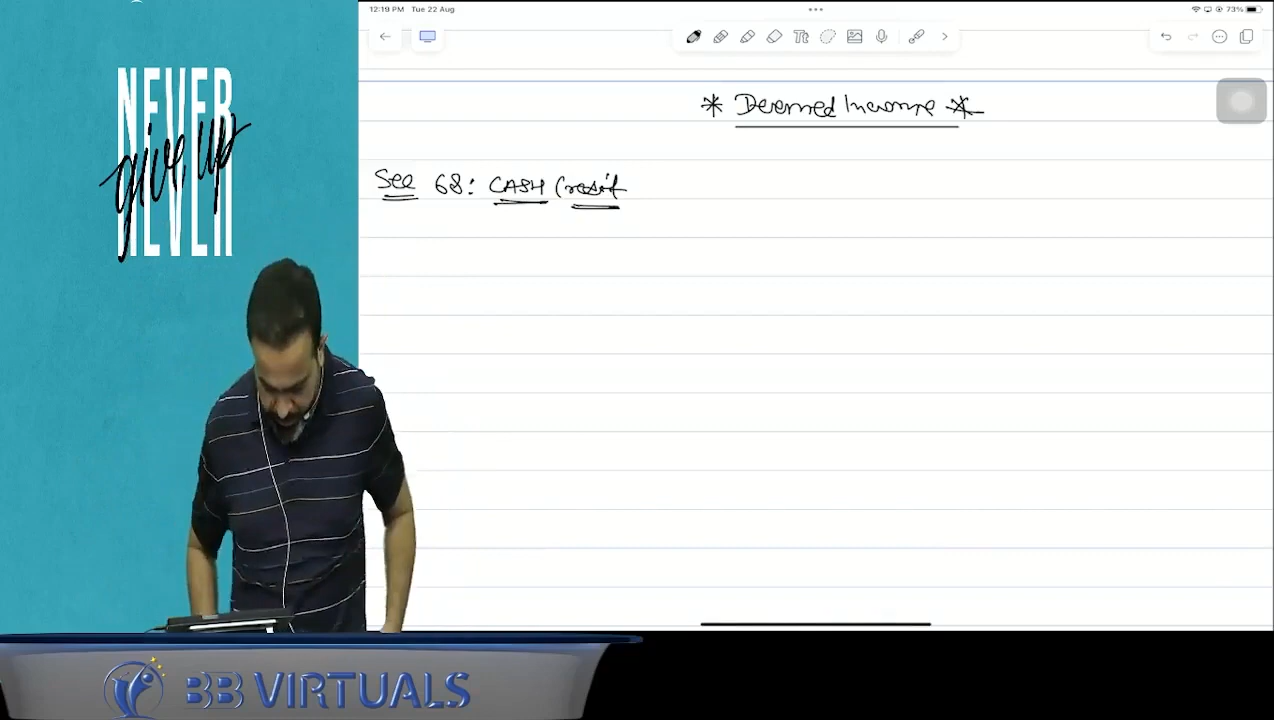 12:19 PM Tue 22 Aug
73%
NEVER
give up
NEVER
* Deemed Income *
Sec 68: CASH Credit
BB VIRTUALS